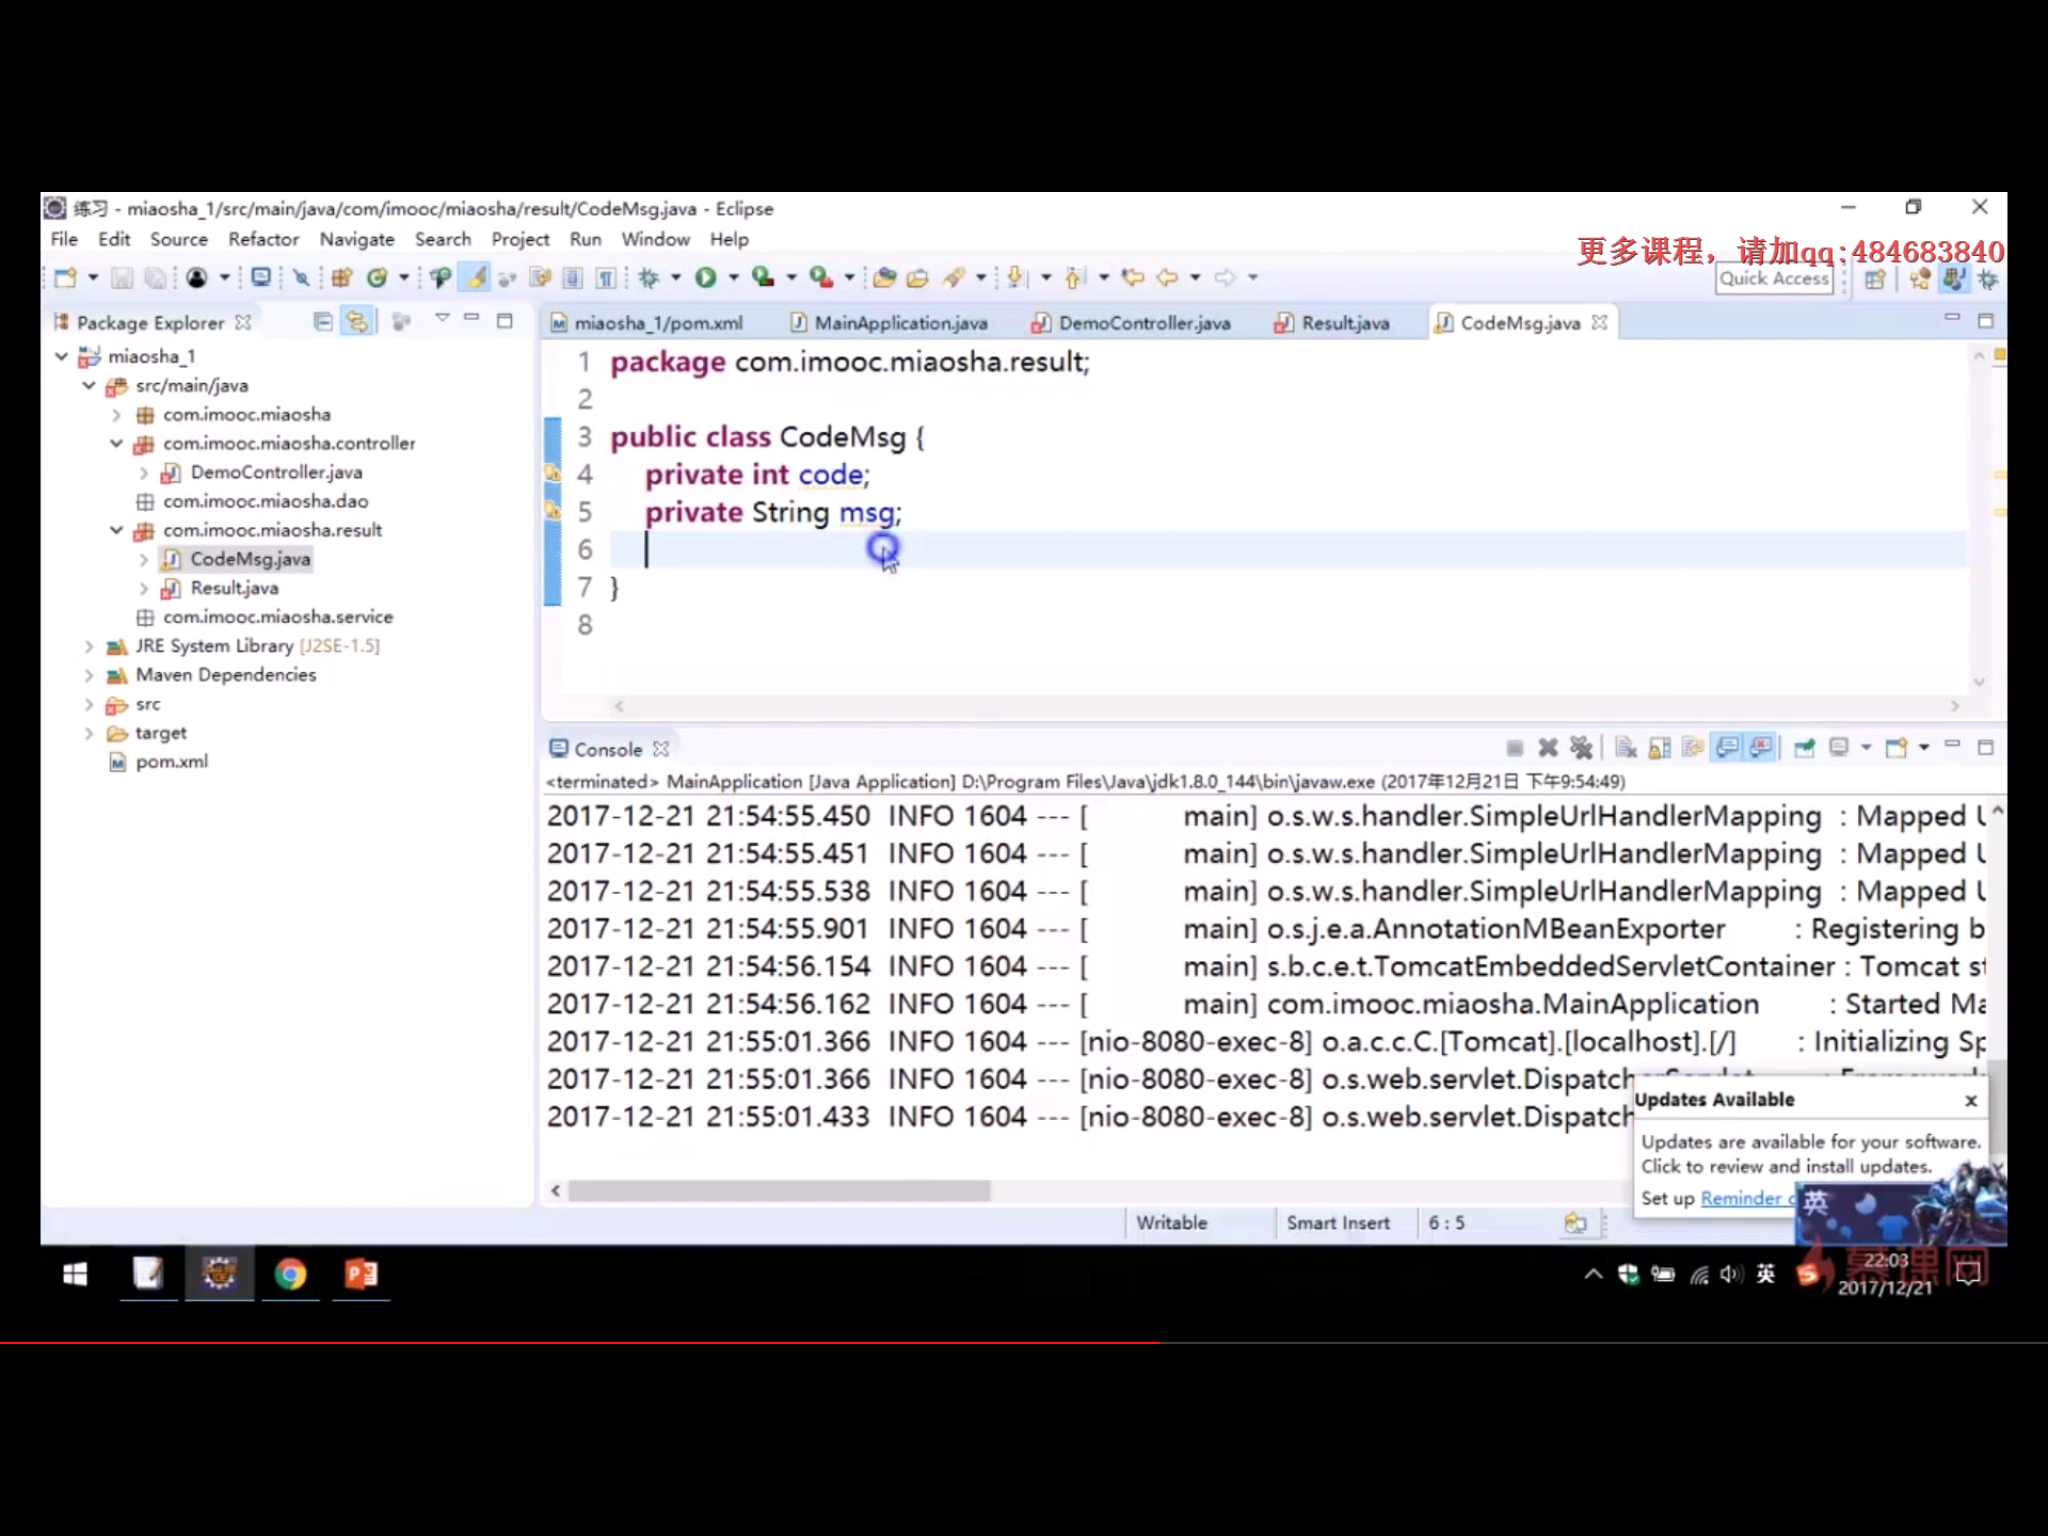 练习 - miaosha_1/src/main/java/com/imooc/miaosha/result/CodeMsg.java - Eclipse
File Edit Source Refactor Navigate Search Project Run Window Help
更多课程，请加qq:484683840
Quick Access
Package Explorer
miaosha_1
src/main/java
com.imooc.miaosha
com.imooc.miaosha.controller
DemoController.java
com.imooc.miaosha.dao
com.imooc.miaosha.result
CodeMsg.java
Result.java
com.imooc.miaosha.service
JRE System Library [J2SE-1.5]
Maven Dependencies
src
target
pom.xml
miaosha_1/pom.xml MainApplication.java DemoController.java Result.java CodeMsg.java
1 package com.imooc.miaosha.result;
2
3 public class CodeMsg {
4 private int code;
5 private String msg;
6
7 }
8
Console
<terminated> MainApplication [Java Application] D:\Program Files\Java\jdk1.8.0_144\bin\javaw.exe (2017年12月21日 下午9:54:49)
2017-12-21 21:54:55.450 INFO 1604 --- [ main] o.s.w.s.handler.SimpleUrlHandlerMapping : Mapped
2017-12-21 21:54:55.451 INFO 1604 --- [ main] o.s.w.s.handler.SimpleUrlHandlerMapping : Mapped
2017-12-21 21:54:55.538 INFO 1604 --- [ main] o.s.w.s.handler.SimpleUrlHandlerMapping : Mapped
2017-12-21 21:54:55.901 INFO 1604 --- [ main] o.s.j.e.a.AnnotationMBeanExporter : Registering b
2017-12-21 21:54:56.154 INFO 1604 --- [ main] s.b.c.e.t.TomcatEmbeddedServletContainer : Tomcat st
2017-12-21 21:54:56.162 INFO 1604 --- [ main] com.imooc.miaosha.MainApplication : Started Ma
2017-12-21 21:55:01.366 INFO 1604 --- [nio-8080-exec-8] o.a.c.c.C.[Tomcat].[localhost].[/] : Initializing Sp
2017-12-21 21:55:01.366 INFO 1604 --- [nio-8080-exec-8] o.s.web.servlet.DispatcherServlet
2017-12-21 21:55:01.433 INFO 1604 --- [nio-8080-exec-8] o.s.web.servlet.Dispatch
Updates Available
Updates are available for your software.
Click to review and install updates.
Set up Reminder
英
Writable Smart Insert 6 : 5
英
22:03
2017/12/21
慕课网